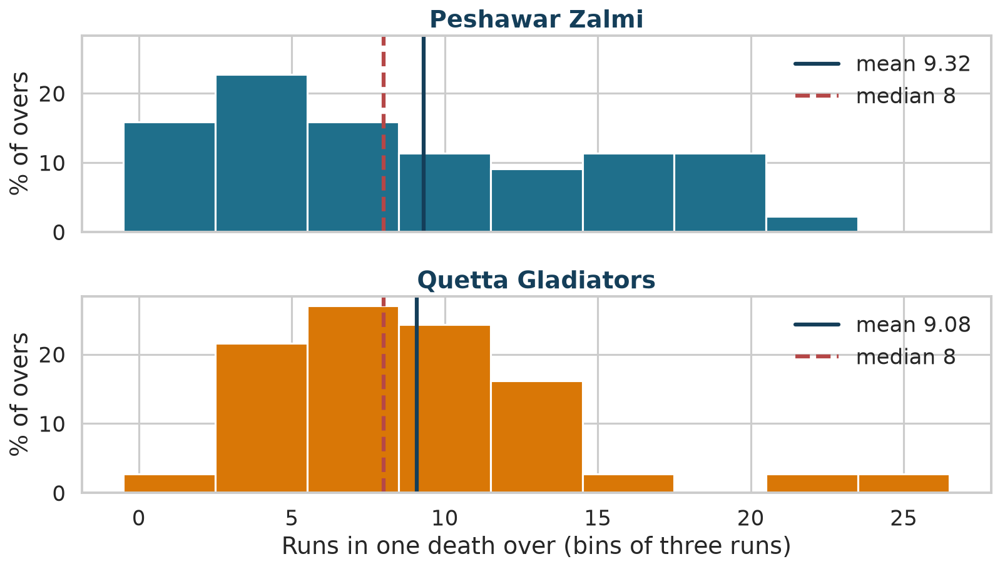 Peshawar Zalmi
% of overs
20
10
0
mean 9.32
median 8
Quetta Gladiators
% of overs
20
10
0
mean 9.08
median 8
0 5 10 15 20 25
Runs in one death over (bins of three runs)